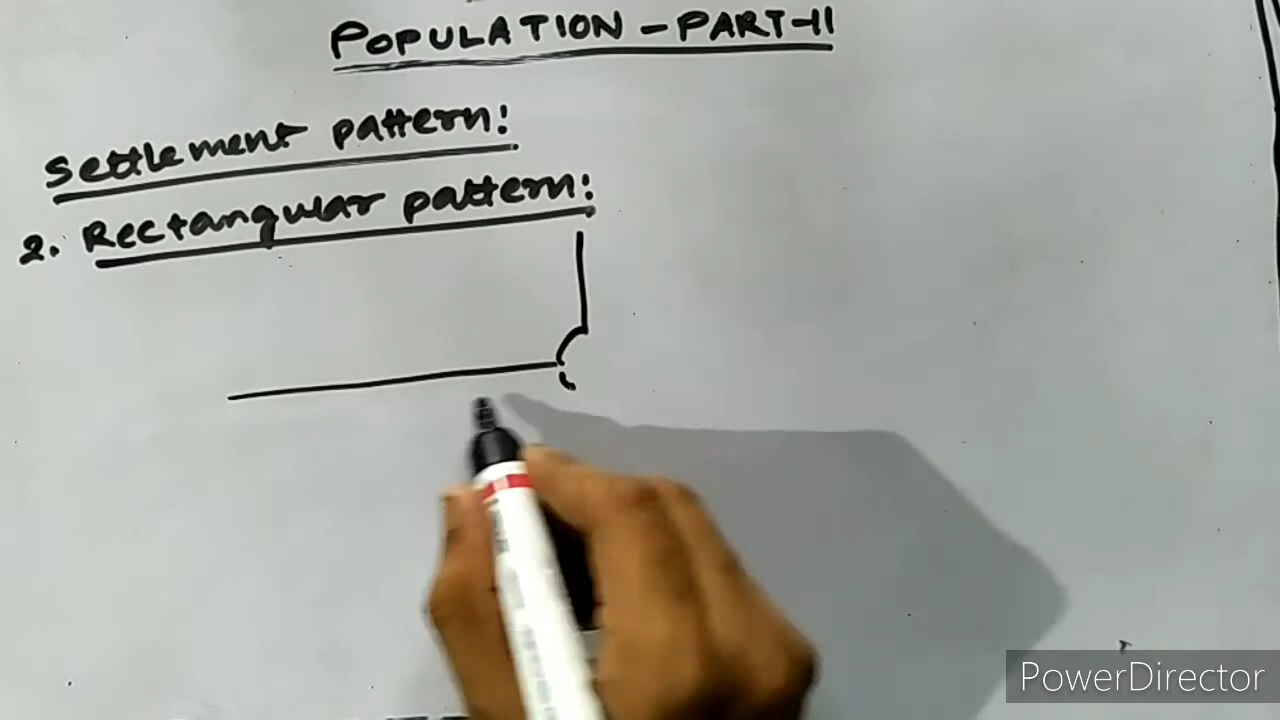 POPULATION - PART-II
Settlement pattern:
2. Rectangular pattern:
PowerDirector